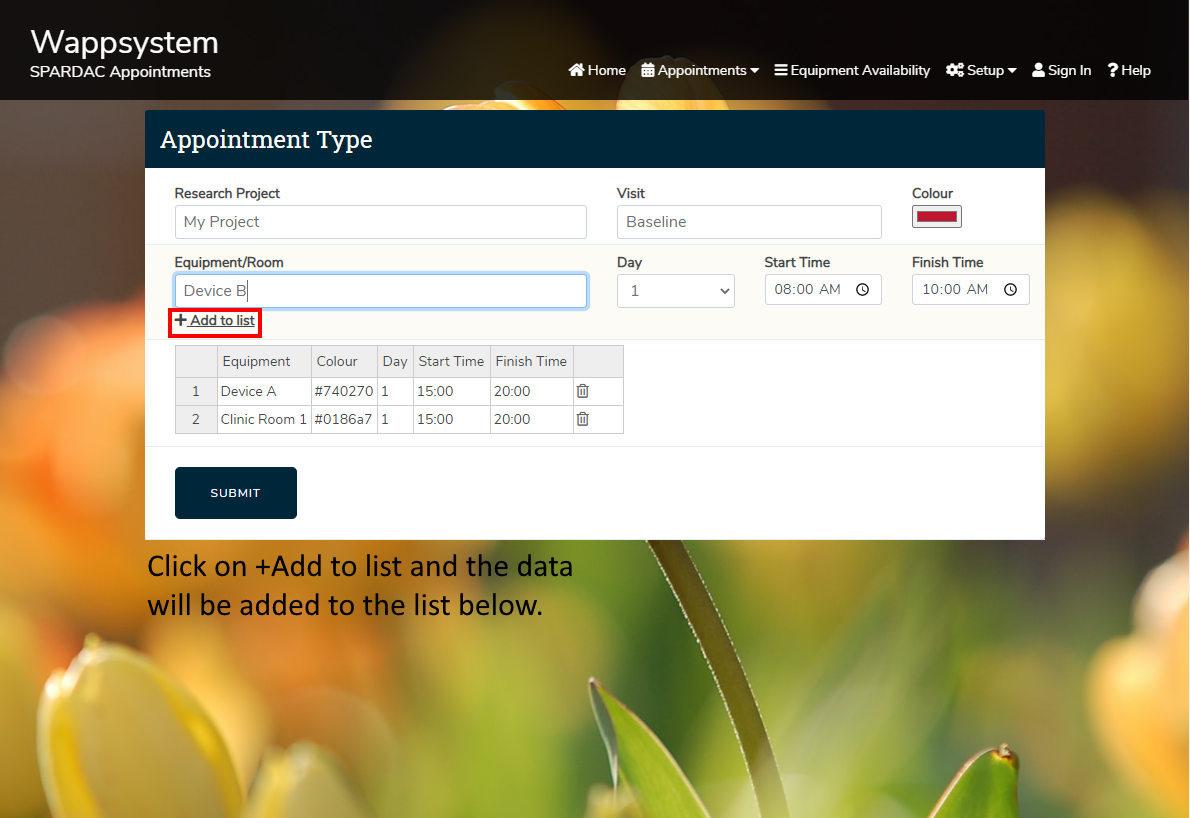 Wappsystem
SPARDAC Appointments
Home Appointments Equipment Availability Setup Sign In ? Help
Appointment Type
Research Project Visit Colour
My Project Baseline
Equipment/Room Day Start Time Finish Time
Device B 1 08:00 AM 10:00 AM
+ Add to list
Equipment Colour Day Start Time Finish Time
1 Device A #740270 1 15:00 20:00
2 Clinic Room 1 #0186a7 1 15:00 20:00
SUBMIT
Click on +Add to list and the data
will be added to the list below.